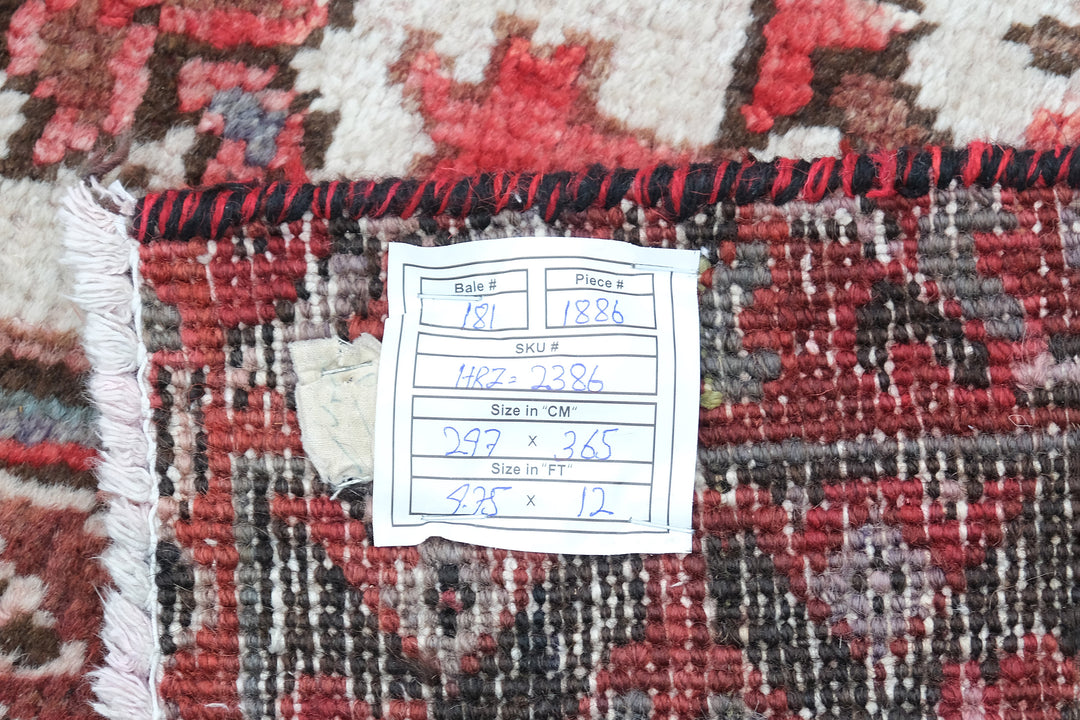 Bale # Piece #
181 1886
SKU #
HRZ= 2386
Size in "CM"
297 x 365
Size in "FT"
9.75 x 12